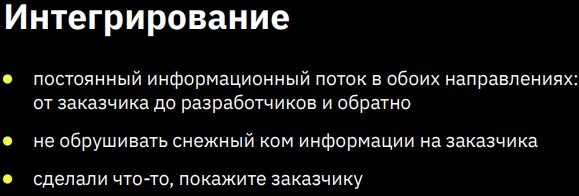 Интегрирование
постоянный информационный поток в обоих направлениях:
от заказчика до разработчиков и обратно
не обрушивать снежный ком информации на заказчика
сделали что-то, покажите заказчику